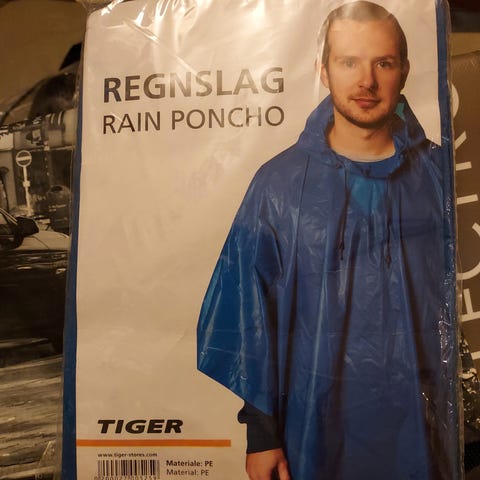 REGNSLAG
RAIN PONCHO
TIGER
www.tiger-stores.com
Materiale: PE
Material: PE